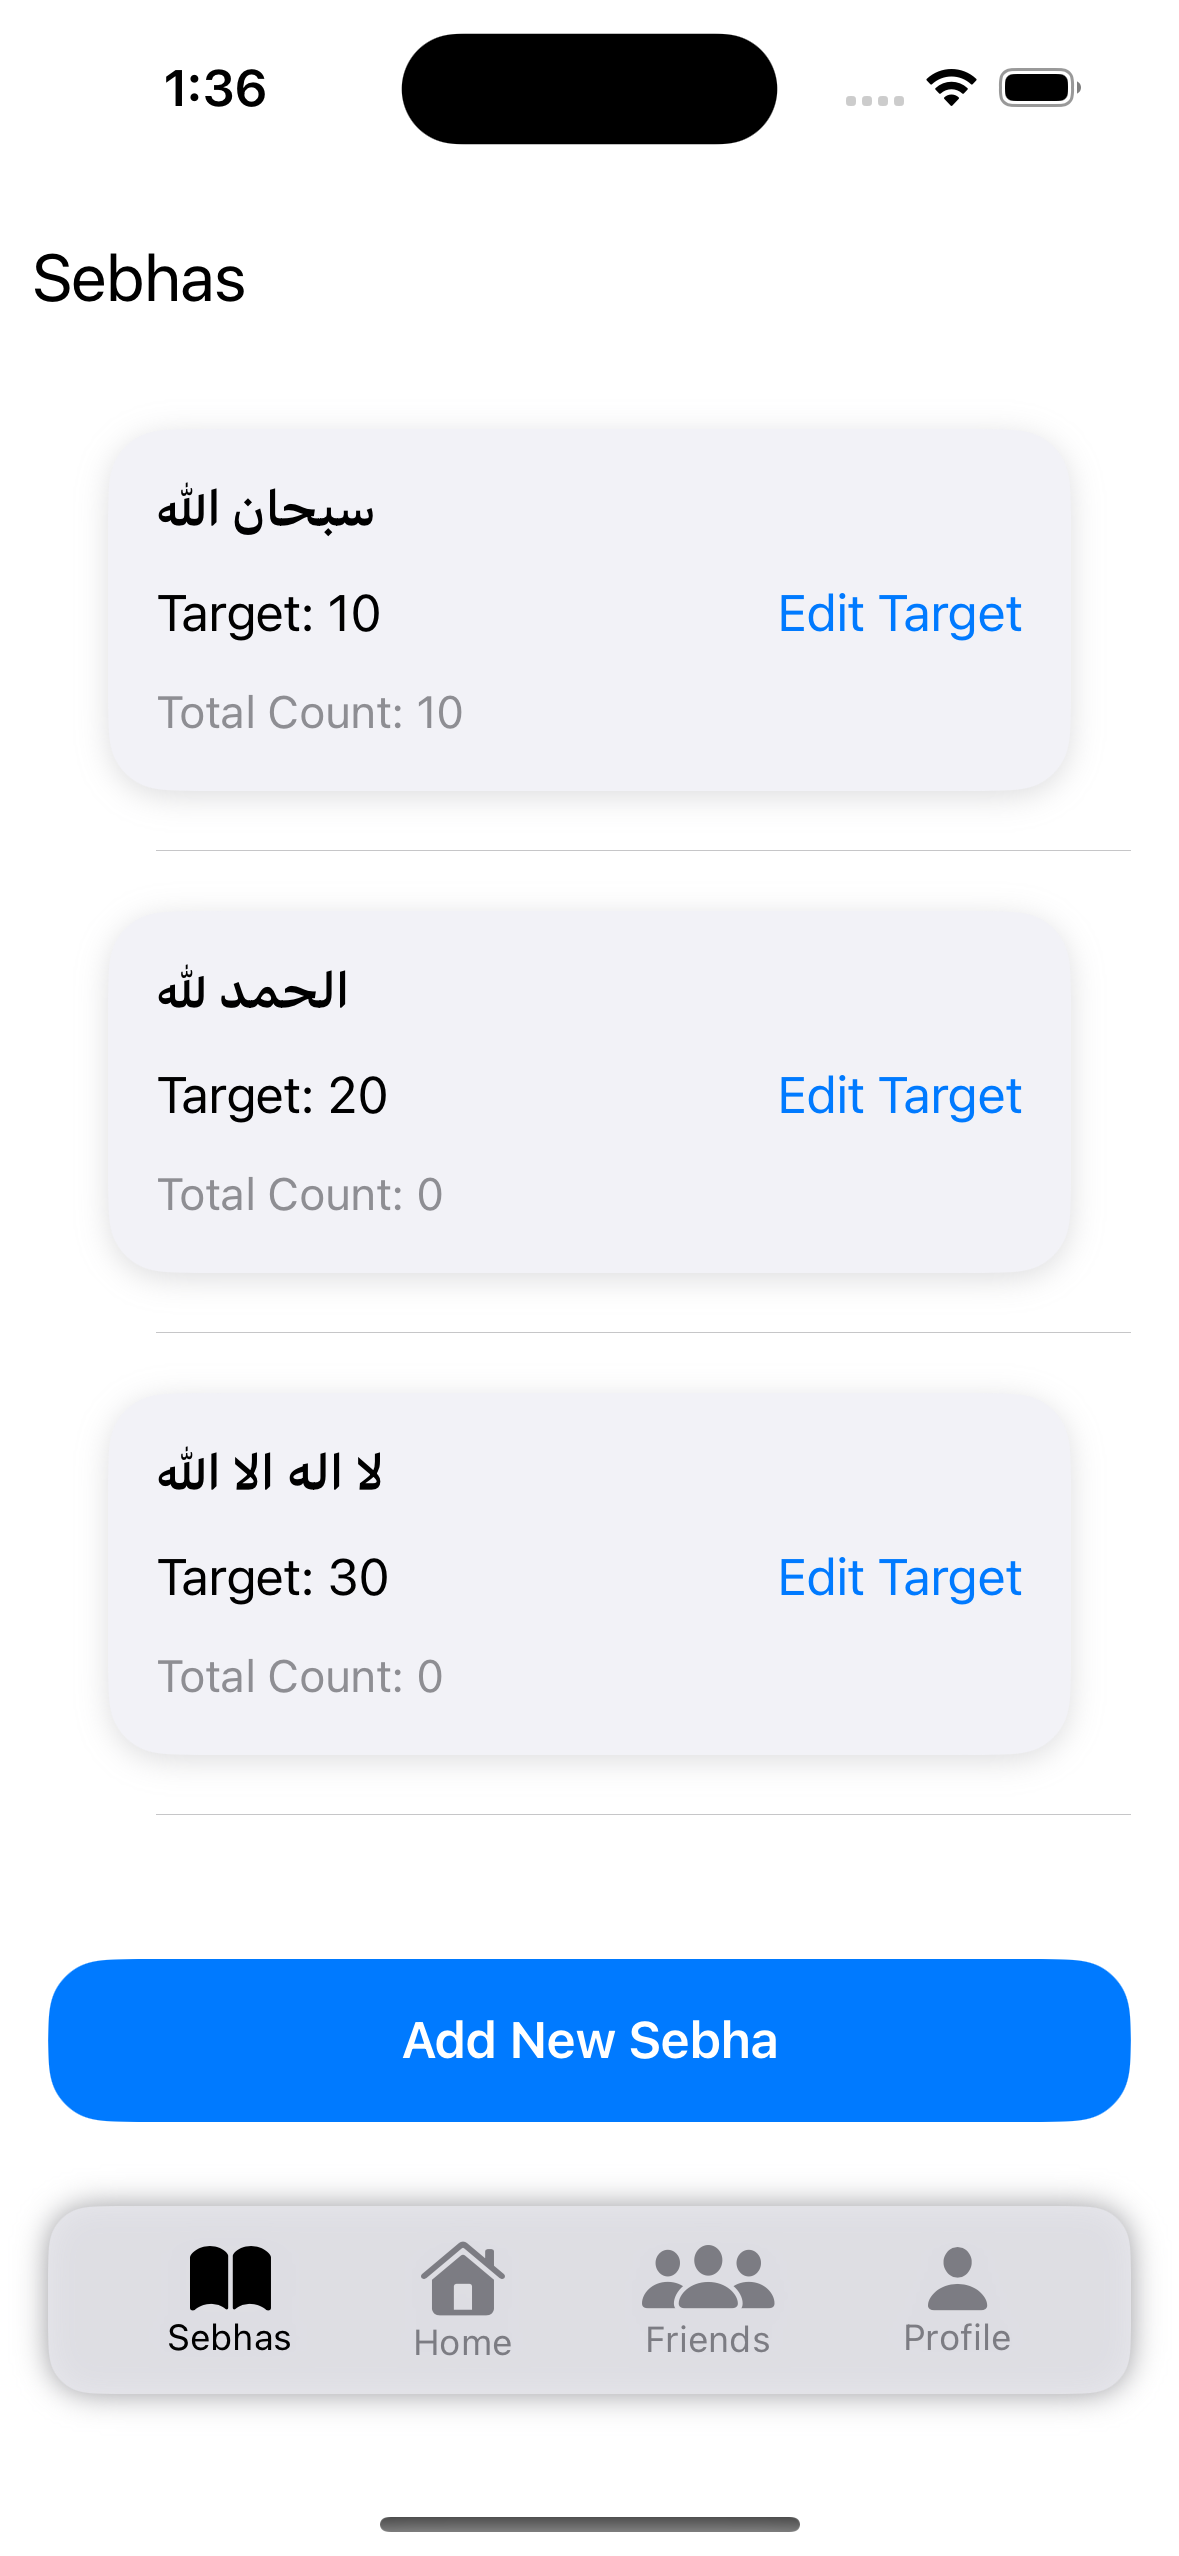 1:36
Sebhas
سبحان الله
Target: 10 Edit Target
Total Count: 10
الحمد لله
Target: 20 Edit Target
Total Count: 0
لا اله الا الله
Target: 30 Edit Target
Total Count: 0
Add New Sebha
Sebhas Home Friends Profile